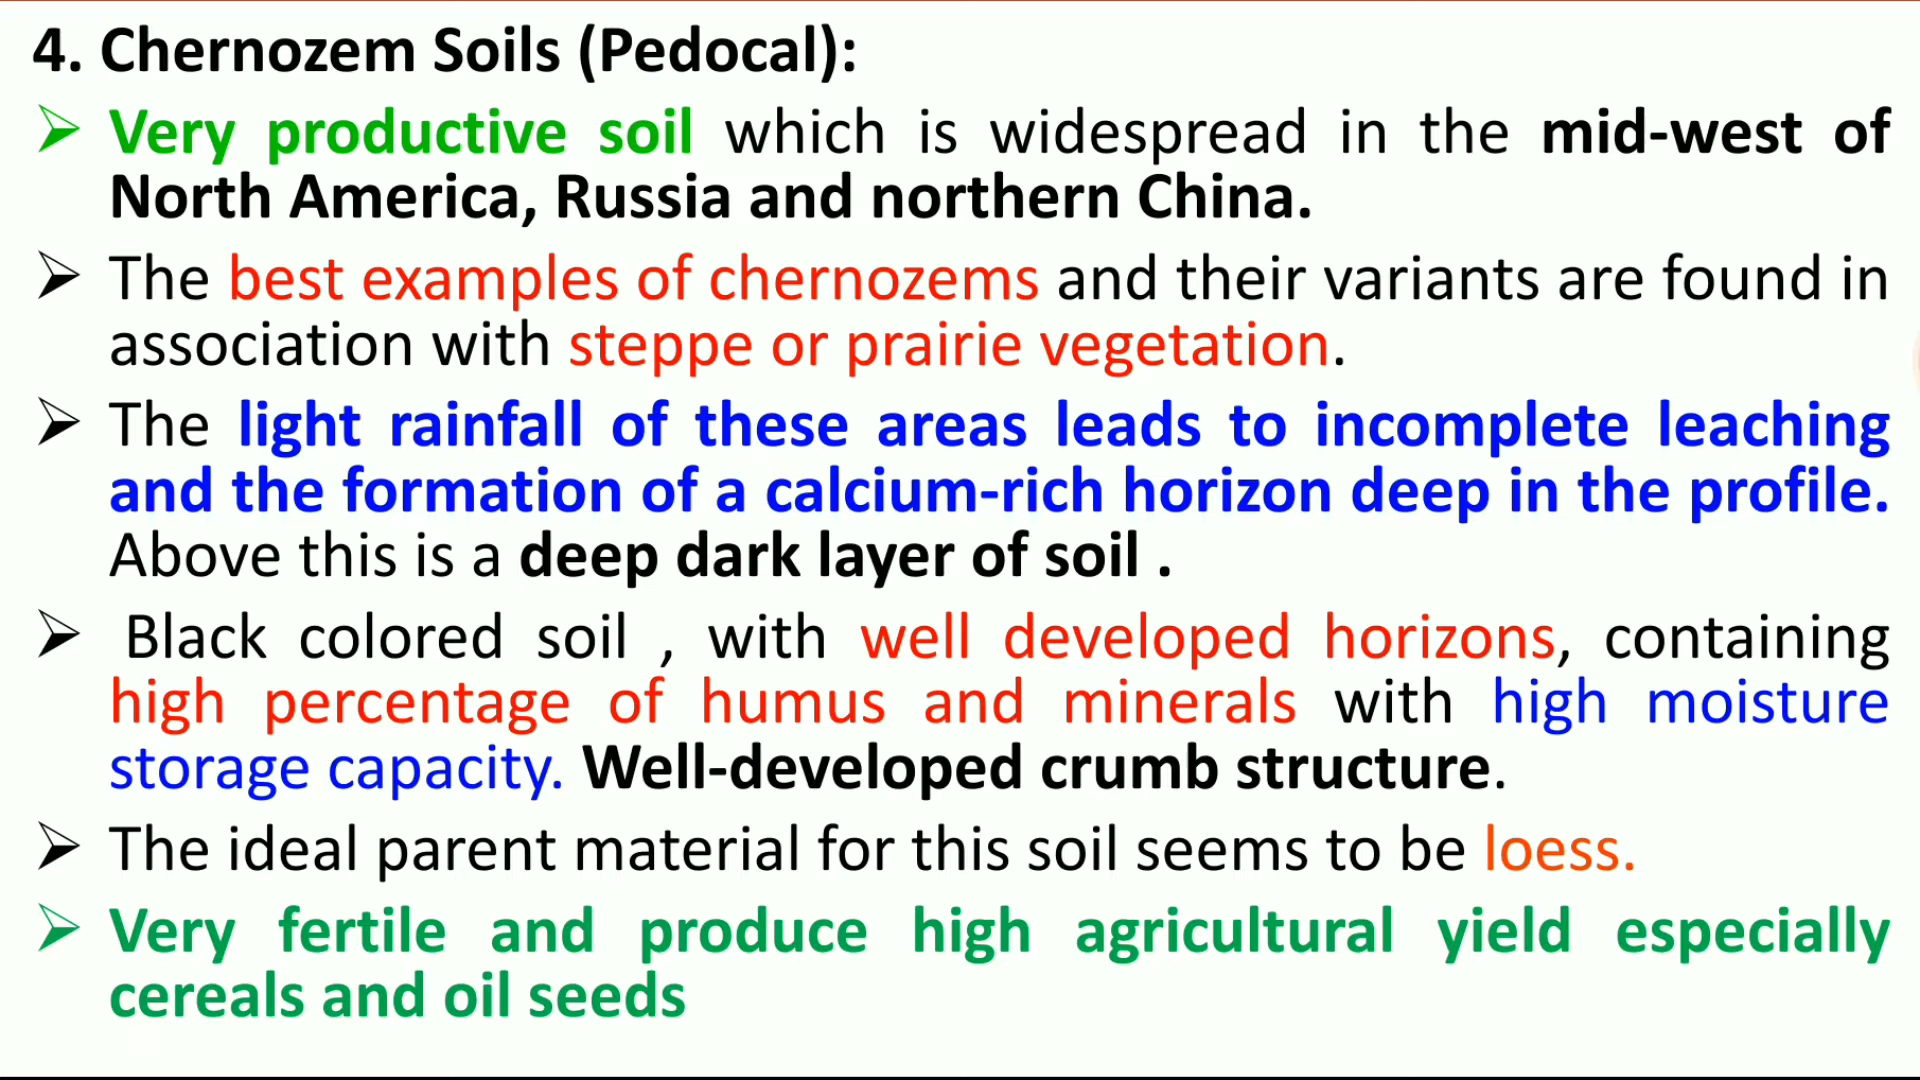 4. Chernozem Soils (Pedocal):
➢ Very productive soil which is widespread in the mid-west of
North America, Russia and northern China.
➢ The best examples of chernozems and their variants are found in
association with steppe or prairie vegetation.
➢ The light rainfall of these areas leads to incomplete leaching
and the formation of a calcium-rich horizon deep in the profile.
Above this is a deep dark layer of soil .
➢ Black colored soil , with well developed horizons, containing
high percentage of humus and minerals with high moisture
storage capacity. Well-developed crumb structure.
➢ The ideal parent material for this soil seems to be loess.
➢ Very fertile and produce high agricultural yield especially
cereals and oil seeds